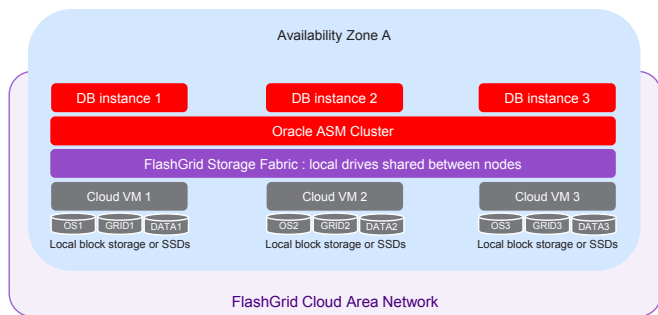 Availability Zone A
DB instance 1 DB instance 2 DB instance 3
Oracle ASM Cluster
FlashGrid Storage Fabric : local drives shared between nodes
Cloud VM 1 Cloud VM 2 Cloud VM 3
OS1 GRID1 DATA1 OS2 GRID2 DATA2 OS3 GRID3 DATA3
Local block storage or SSDs Local block storage or SSDs Local block storage or SSDs
FlashGrid Cloud Area Network